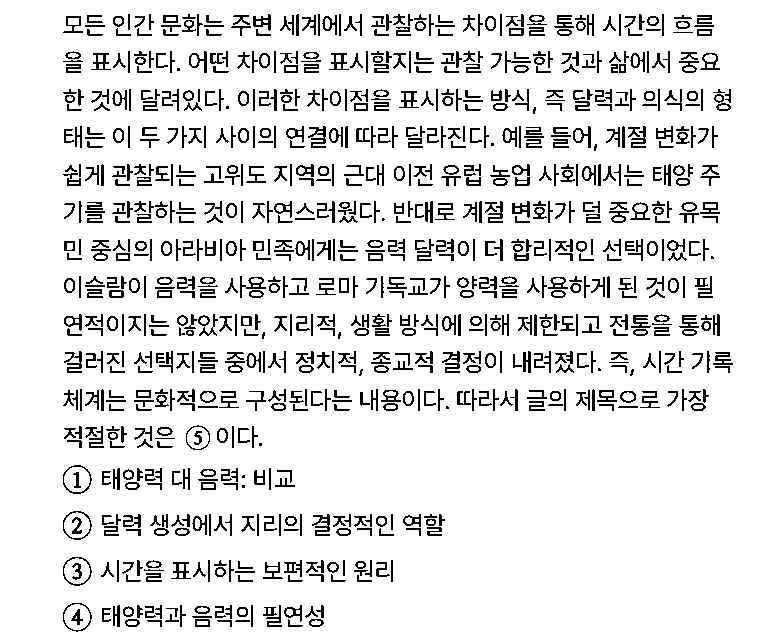 모든 인간 문화는 주변 세계에서 관찰하는 차이점을 통해 시간의 흐름
을 표시한다. 어떤 차이점을 표시할지는 관찰 가능한 것과 삶에서 중요
한 것에 달려있다. 이러한 차이점을 표시하는 방식, 즉 달력과 의식의 형
태는 이 두 가지 사이의 연결에 따라 달라진다. 예를 들어, 계절 변화가
쉽게 관찰되는 고위도 지역의 근대 이전 유럽 농업 사회에서는 태양 주
기를 관찰하는 것이 자연스러웠다. 반대로 계절 변화가 덜 중요한 유목
민 중심의 아라비아 민족에게는 음력 달력이 더 합리적인 선택이었다.
이슬람이 음력을 사용하고 로마 기독교가 양력을 사용하게 된 것이 필
연적이지는 않았지만, 지리적, 생활 방식에 의해 제한되고 전통을 통해
걸러진 선택지들 중에서 정치적, 종교적 결정이 내려졌다. 즉, 시간 기록
체계는 문화적으로 구성된다는 내용이다. 따라서 글의 제목으로 가장
적절한 것은 ⑤이다.
① 태양력 대 음력: 비교
② 달력 생성에서 지리의 결정적인 역할
③ 시간을 표시하는 보편적인 원리
④ 태양력과 음력의 필연성